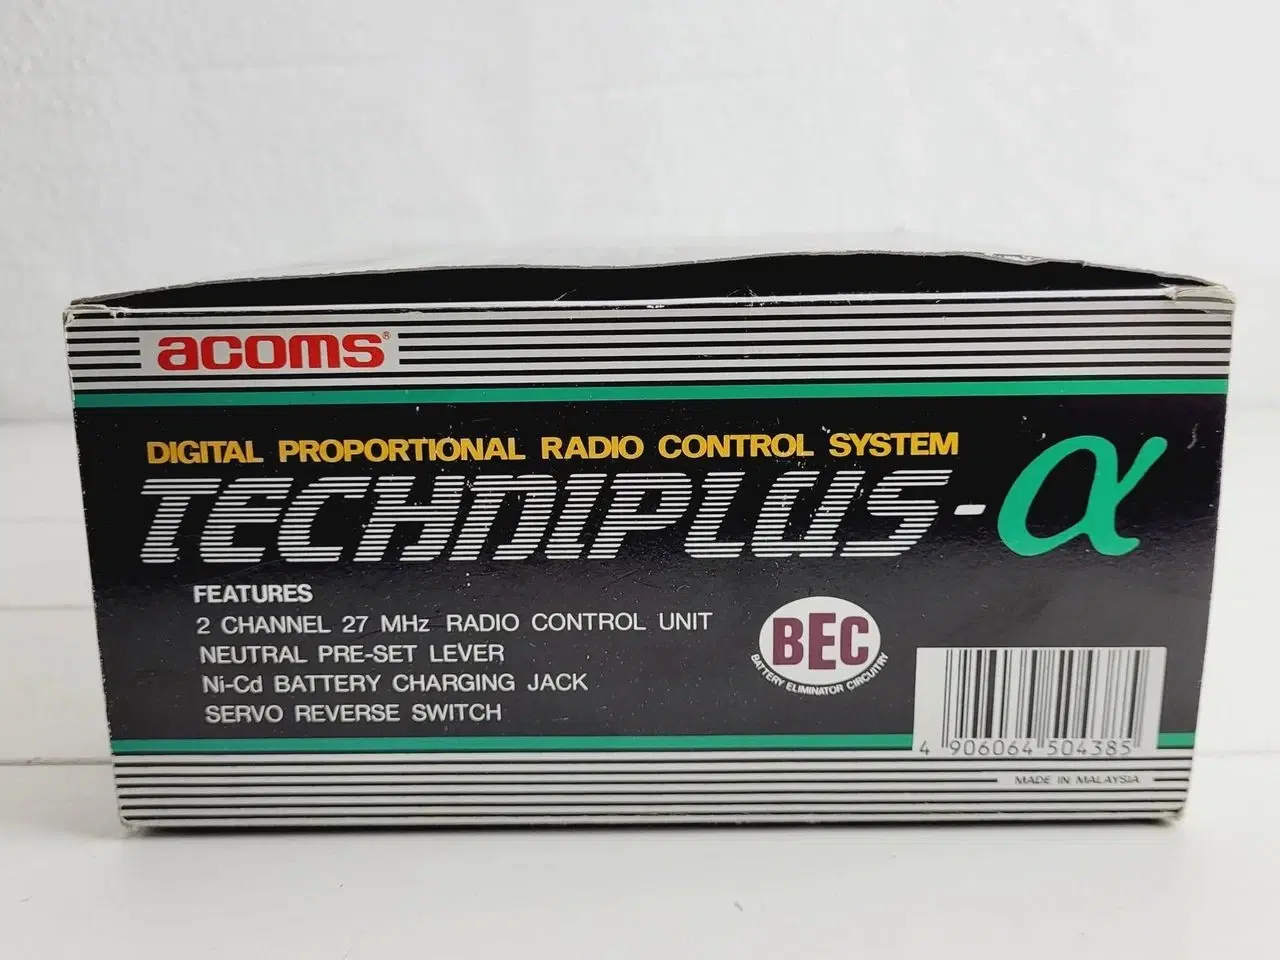 acoms®
DIGITAL PROPORTIONAL RADIO CONTROL SYSTEM
TECHNIPLUS-α
FEATURES
2 CHANNEL 27 MHz RADIO CONTROL UNIT
NEUTRAL PRE-SET LEVER
Ni-Cd BATTERY CHARGING JACK
SERVO REVERSE SWITCH
BEC
BATTERY ELIMINATOR CIRCUITRY
4 906064 504385
MADE IN MALAYSIA